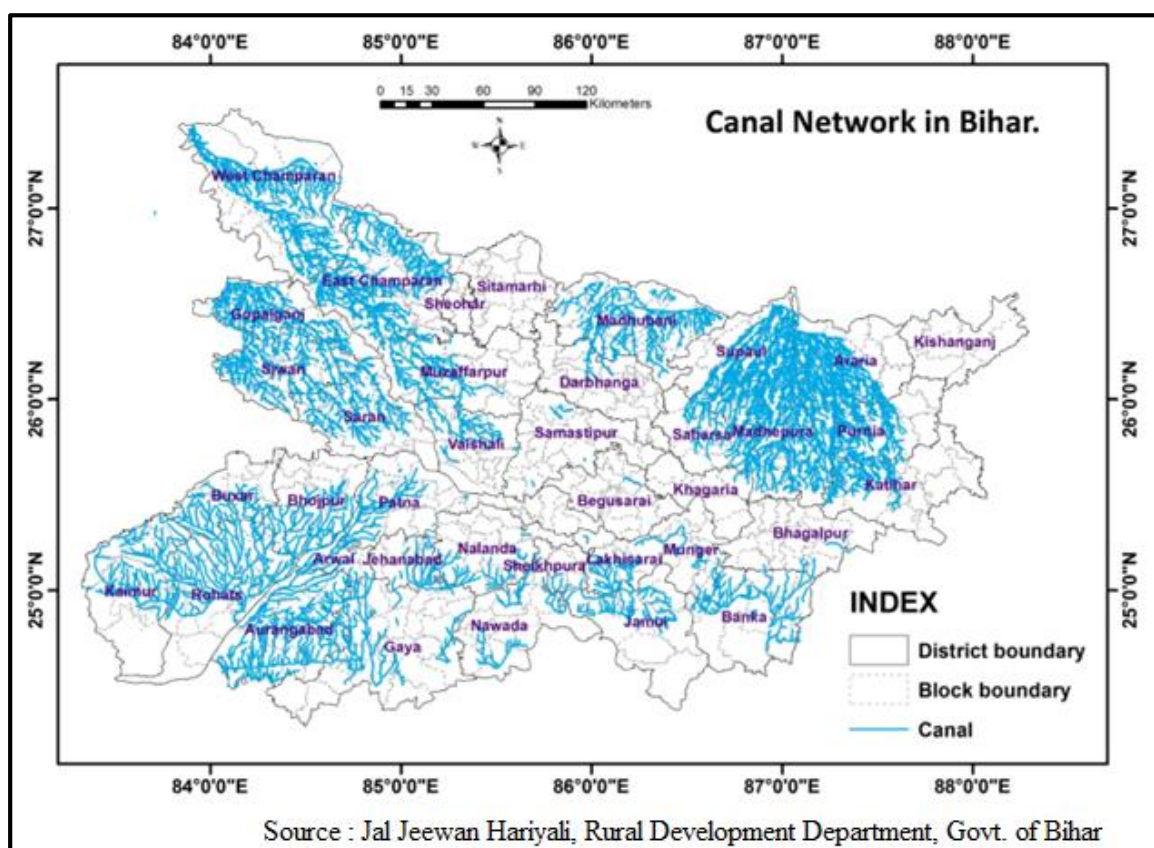 84°0'0"E 85°0'0"E 86°0'0"E 87°0'0"E 88°0'0"E
0 15 30 60 90 120
Kilometers
Canal Network in Bihar.
N
W E
S
27°0'0"N 27°0'0"N
26°0'0"N 26°0'0"N
25°0'0"N 25°0'0"N
West Champaran
East Champaran
Sheohar
Sitamarhi
Gopalganj
Siwan
Saran
Muzaffarpur
Vaishali
Madhubani
Darbhanga
Samastipur
Supaul
Araria
Kishanganj
Saharsa
Madhepura
Purnia
Katihar
Khagaria
Begusarai
Bhagalpur
Buxar
Bhojpur
Patna
Arwal
Jehanabad
Nalanda
Sheikhpura
Lakhisarai
Munger
Kaimur
Rohats
Aurangabad
Gaya
Nawada
Jamui
Banka
INDEX
District boundary
Block boundary
Canal
84°0'0"E 85°0'0"E 86°0'0"E 87°0'0"E 88°0'0"E
Source : Jal Jeewan Hariyali, Rural Development Department, Govt. of Bihar